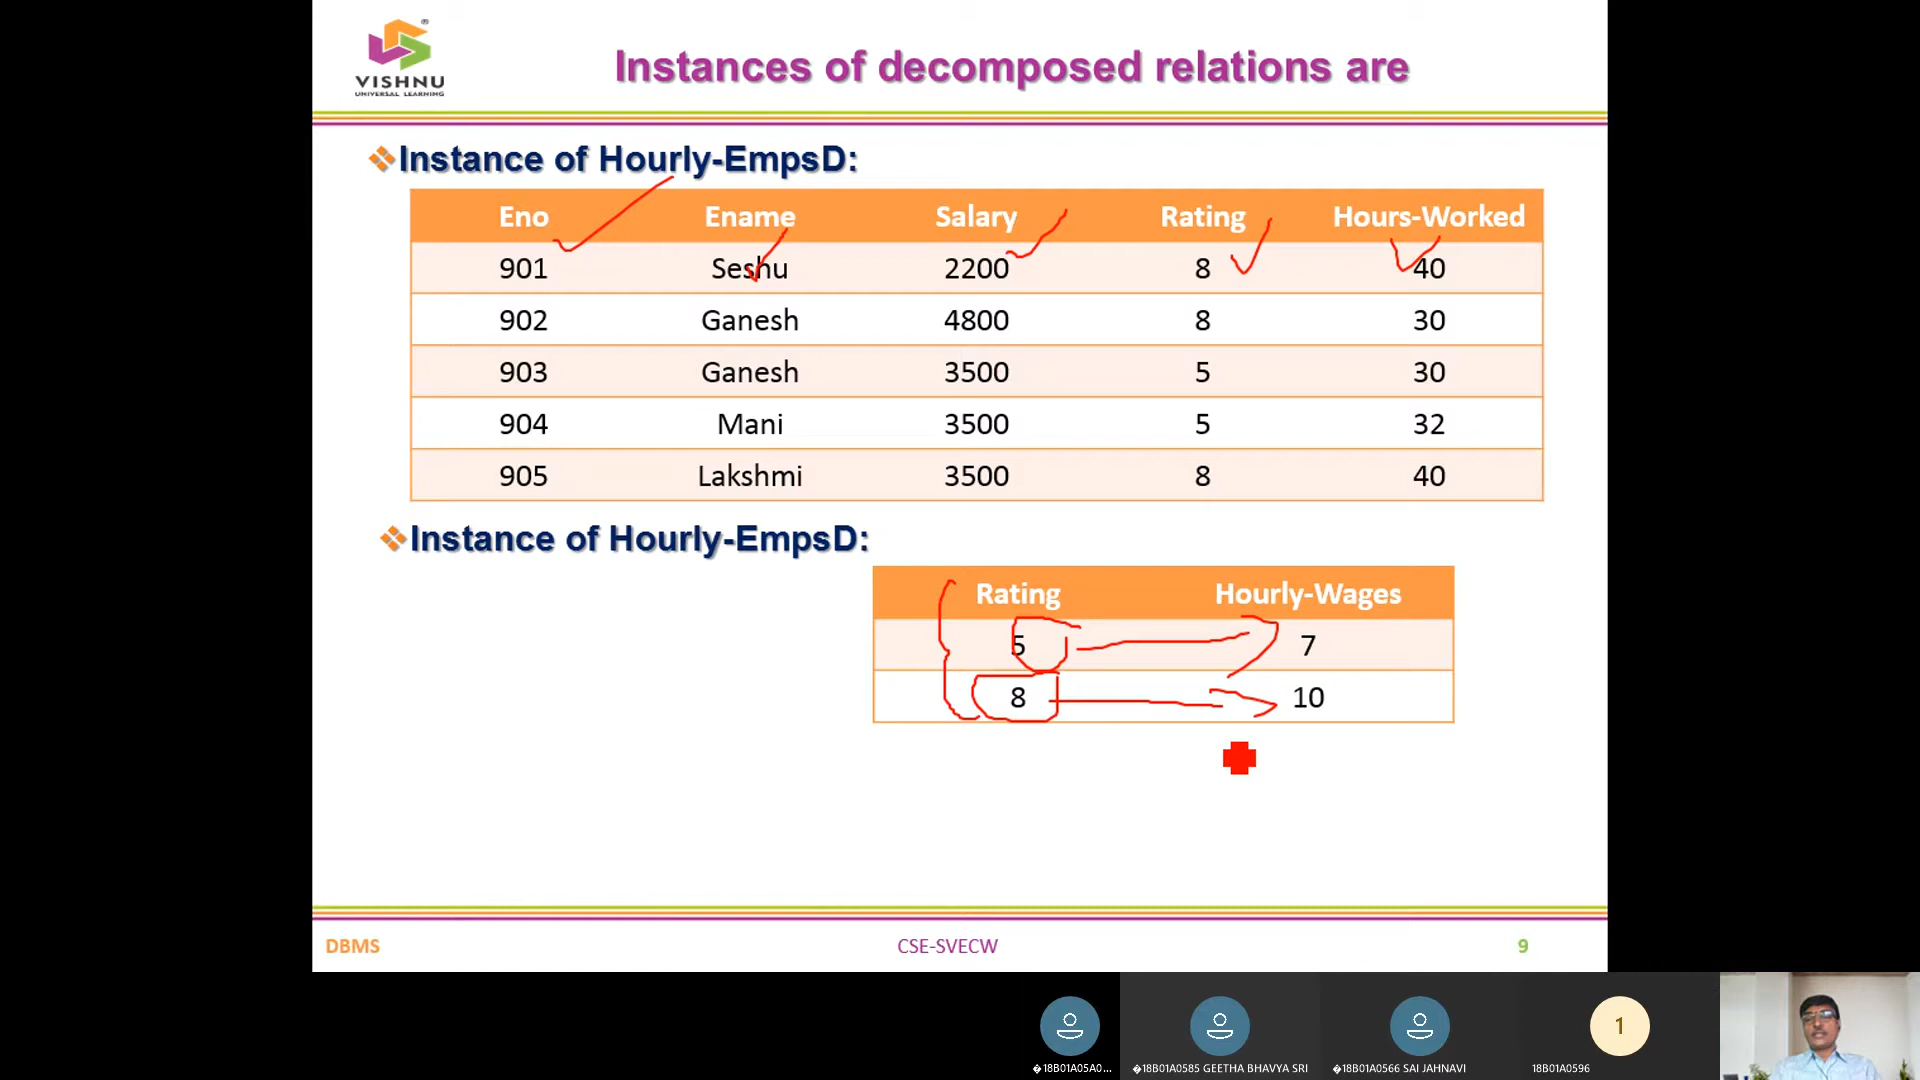 VISHNU
UNIVERSAL LEARNING
Instances of decomposed relations are
Instance of Hourly-EmpsD:
Eno Ename Salary Rating Hours-Worked
901 Seshu 2200 8 40
902 Ganesh 4800 8 30
903 Ganesh 3500 5 30
904 Mani 3500 5 32
905 Lakshmi 3500 8 40
Instance of Hourly-EmpsD:
Rating Hourly-Wages
5 7
8 10
DBMS CSE-SVECW 9
1
�18B01A05A0... �18B01A0585 GEETHA BHAVYA SRI �18B01A0566 SAI JAHNAVI 18B01A0596